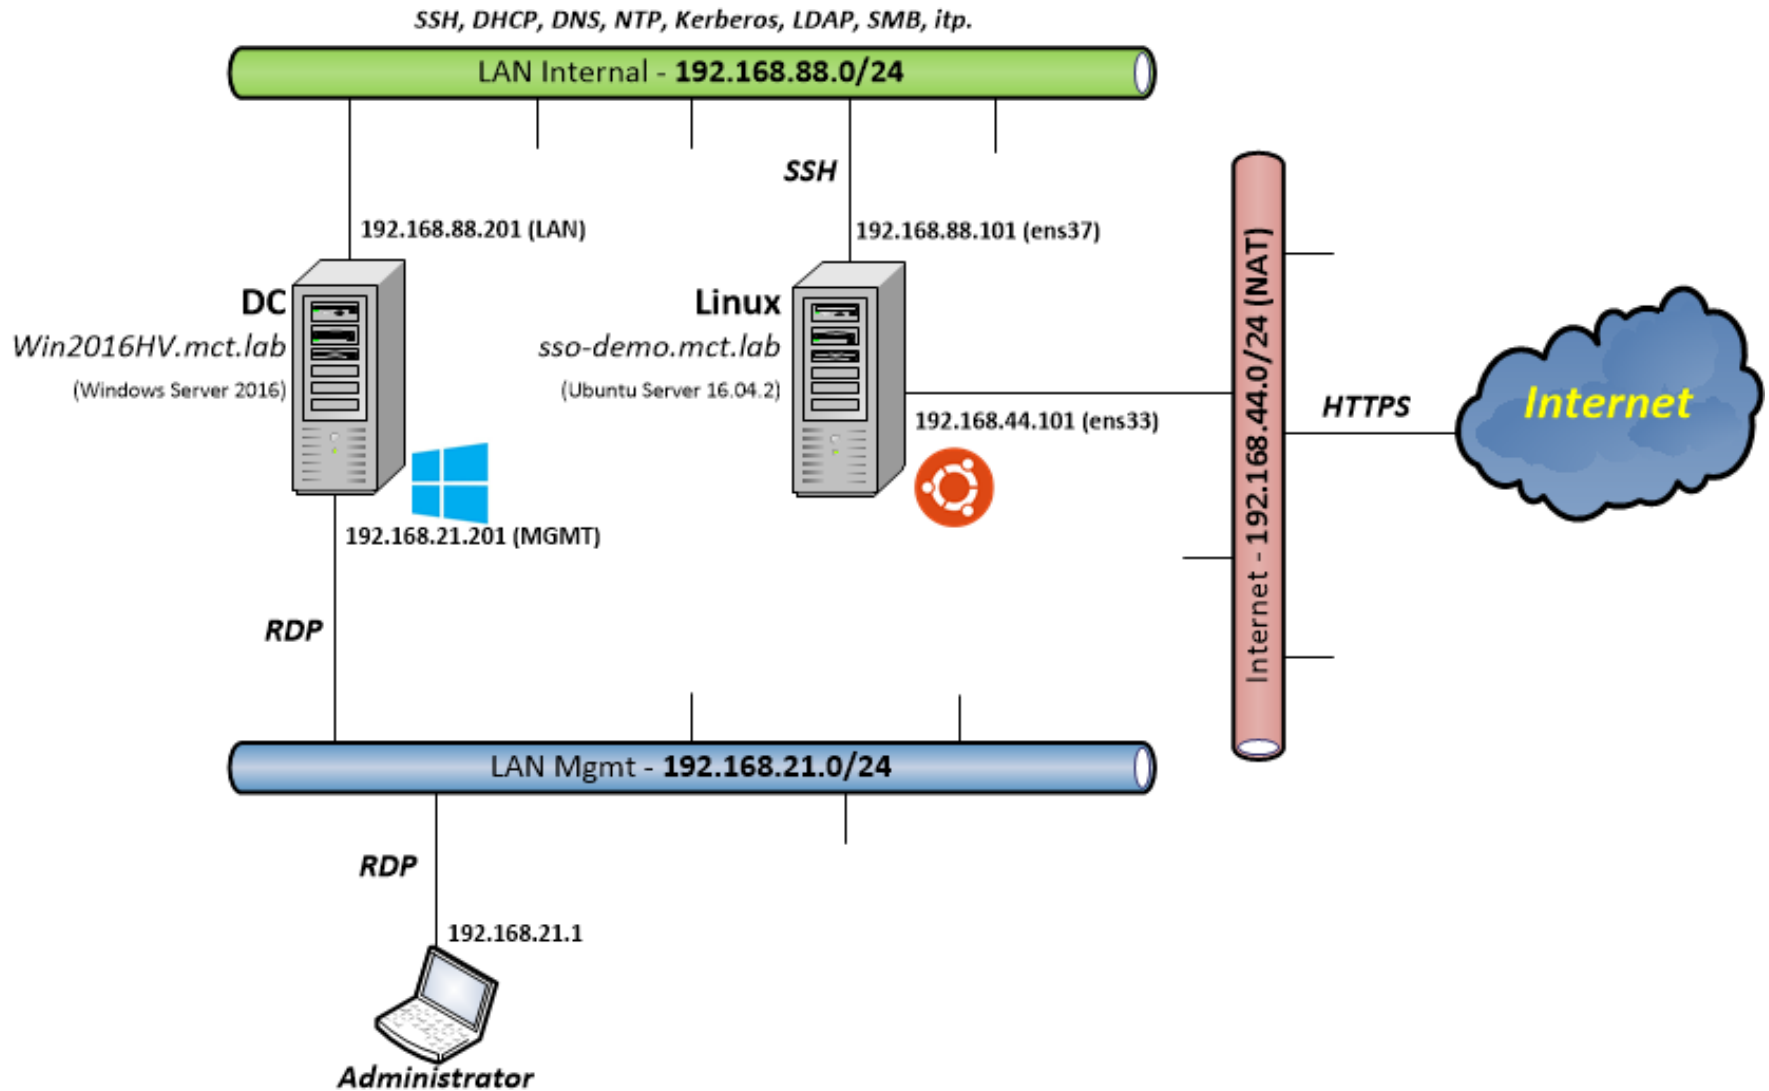 SSH, DHCP, DNS, NTP, Kerberos, LDAP, SMB, itp.
LAN Internal - 192.168.88.0/24
SSH
192.168.88.201 (LAN)
192.168.88.101 (ens37)
DC
Win2016HV.mct.lab
(Windows Server 2016)
Linux
sso-demo.mct.lab
(Ubuntu Server 16.04.2)
192.168.44.101 (ens33)
Internet - 192.168.44.0/24 (NAT)
HTTPS
Internet
192.168.21.201 (MGMT)
RDP
LAN Mgmt - 192.168.21.0/24
RDP
192.168.21.1
Administrator